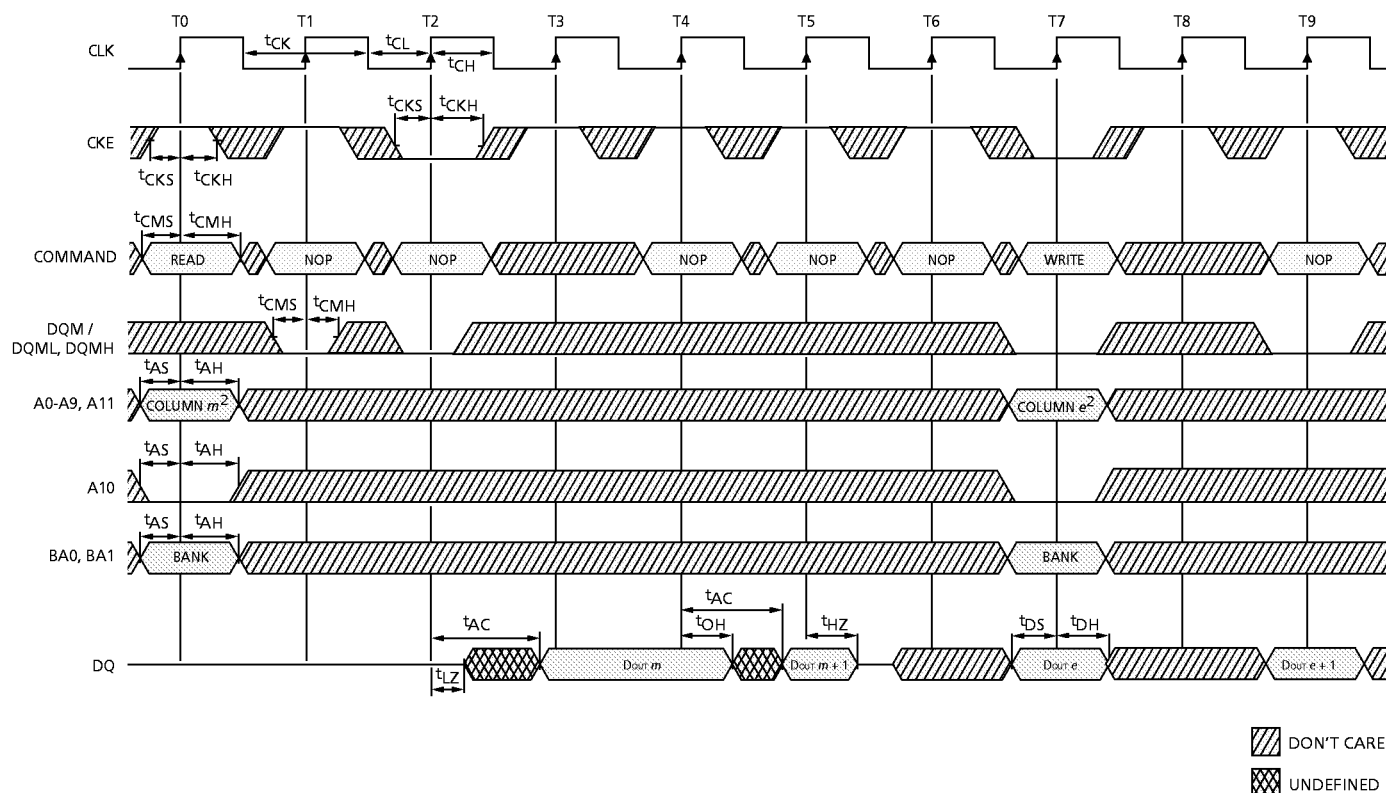 T0 T1 T2 T3 T4 T5 T6 T7 T8 T9
CLK
tCK tCL
tCH
tCKS tCKH
CKE
tCKS tCKH
tCMS tCMH
COMMAND READ NOP NOP NOP NOP NOP WRITE NOP
tCMS tCMH
DQM /
DQML, DQMH
tAS tAH
A0-A9, A11 COLUMN m2 COLUMN e2
tAS tAH
A10
tAS tAH
BA0, BA1 BANK BANK
tAC
tAC tOH tHZ tDS tDH
DQ DOUT m DOUT m + 1 DOUT e DOUT e + 1
tLZ
DON'T CARE
UNDEFINED